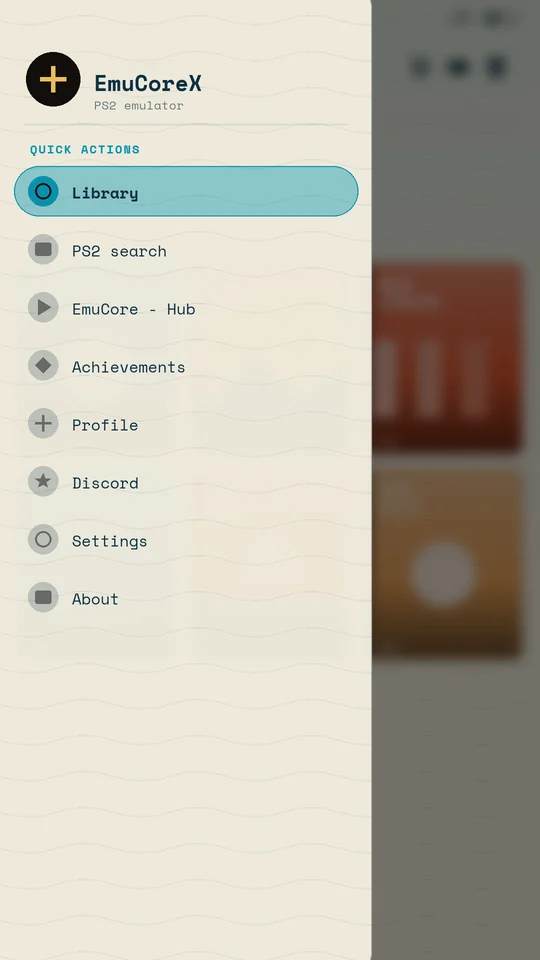 EmuCoreX
PS2 emulator
QUICK ACTIONS
Library
PS2 search
EmuCore - Hub
Achievements
Profile
Discord
Settings
About